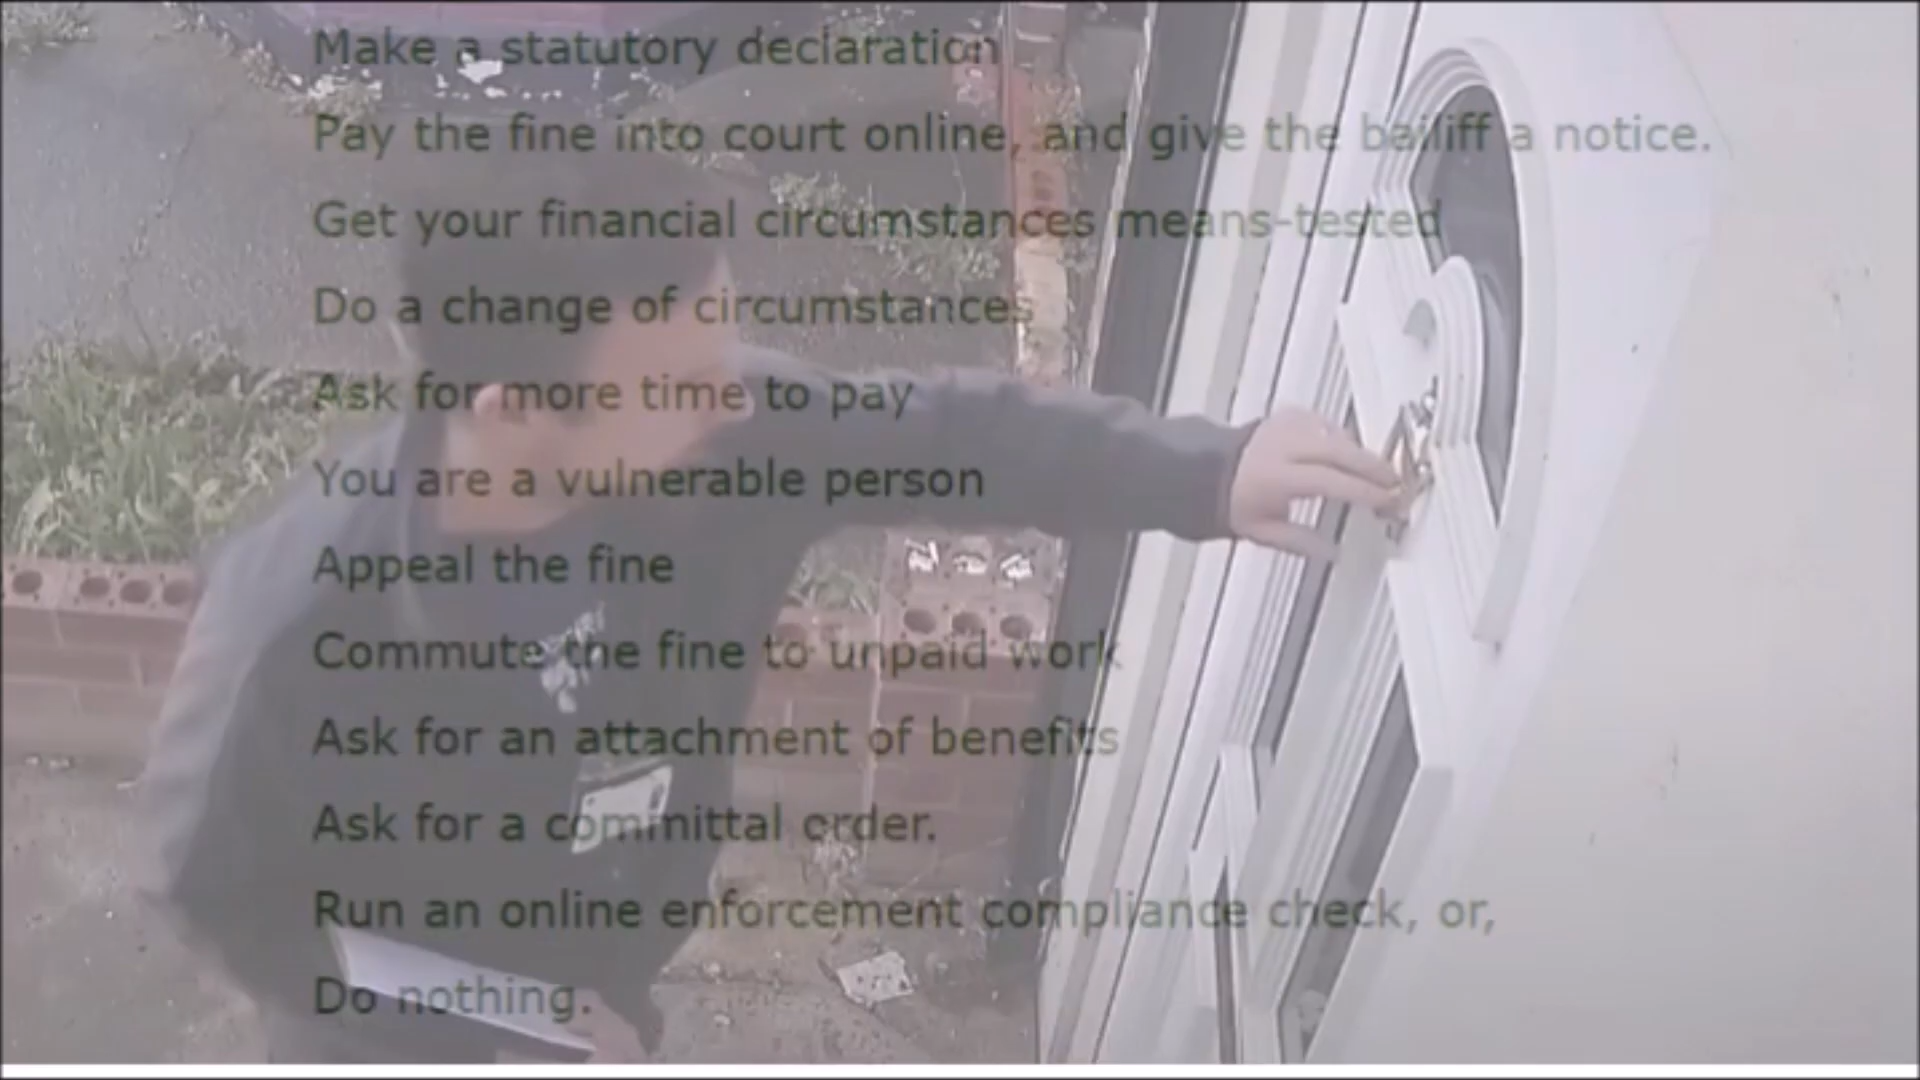 Make a statutory declaration
Pay the fine into court online, and give the bailiff a notice.
Get your financial circumstances means-tested
Do a change of circumstances
Ask for more time to pay
You are a vulnerable person
Appeal the fine
Commute the fine to unpaid work
Ask for an attachment of benefits
Ask for a committal order.
Run an online enforcement compliance check, or,
Do nothing.